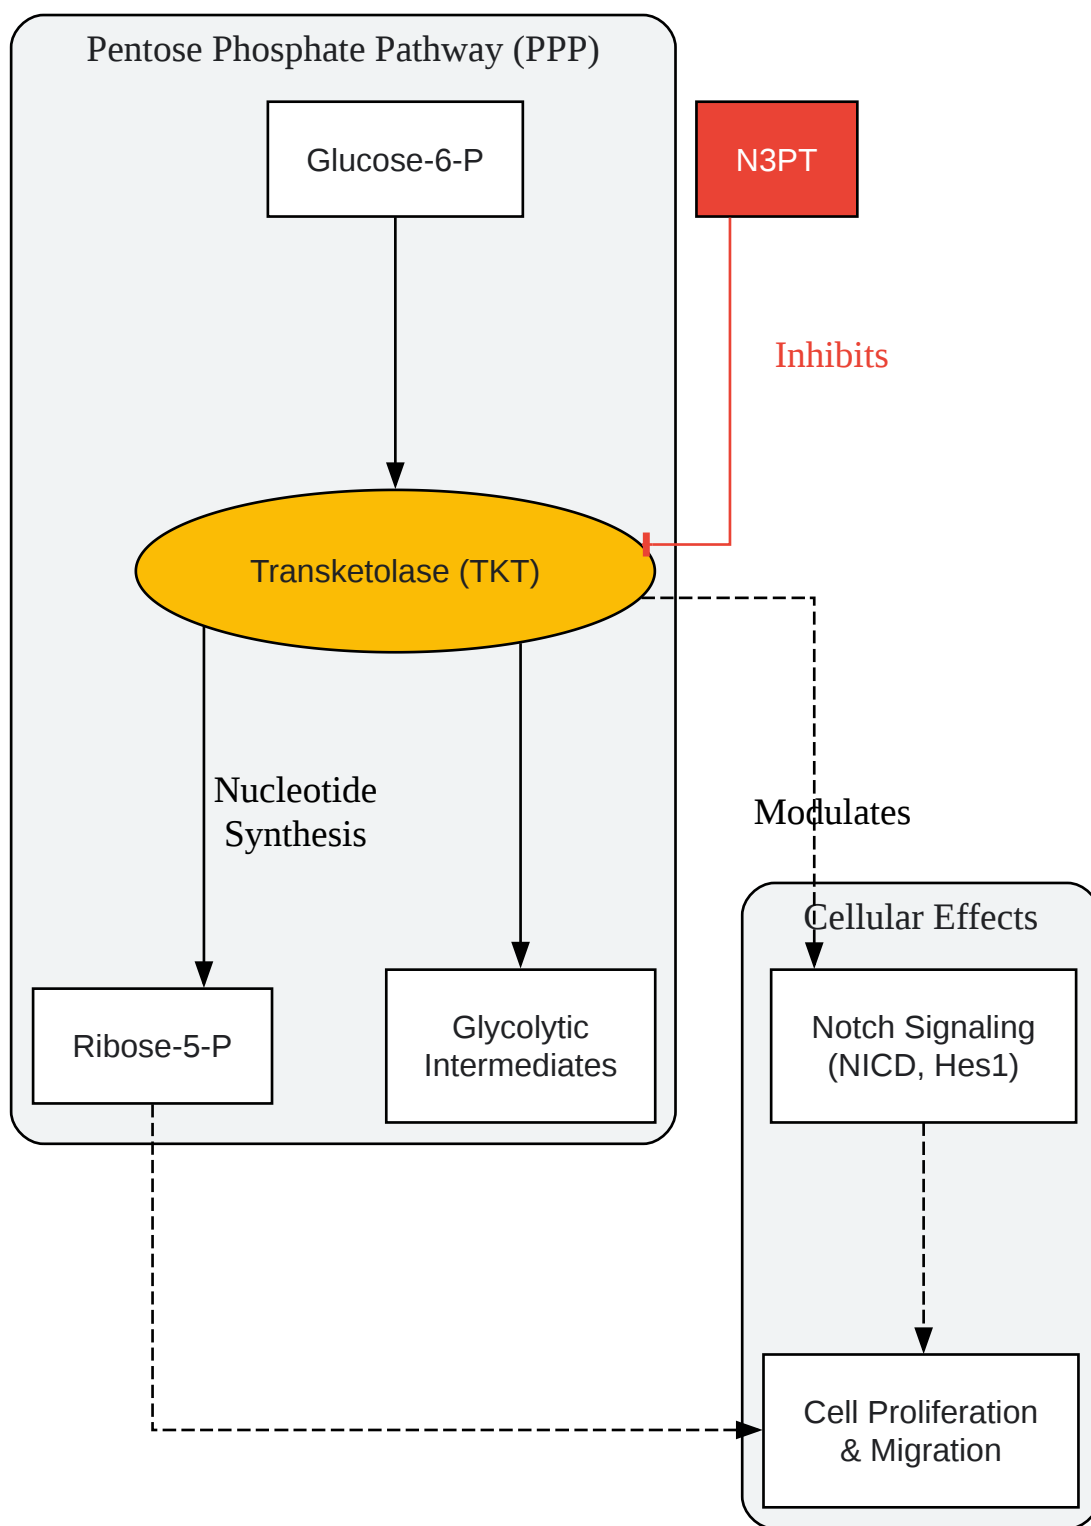 Pentose Phosphate Pathway (PPP)
Glucose-6-P
N3PT
Inhibits
Transketolase (TKT)
Nucleotide
Synthesis
Modulates
Cellular Effects
Ribose-5-P
Glycolytic
Intermediates
Notch Signaling
(NICD, Hes1)
Cell Proliferation
& Migration